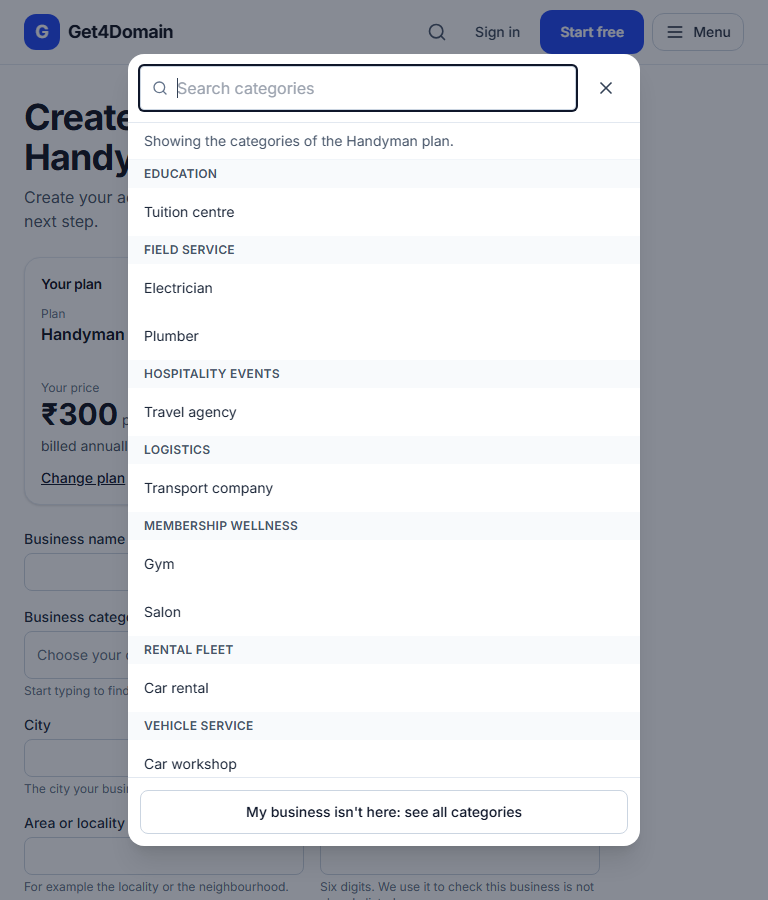 G Get4Domain
Sign in
Start free
Menu
Search categories
Showing the categories of the Handyman plan.
EDUCATION
Tuition centre
FIELD SERVICE
Electrician
Plumber
HOSPITALITY EVENTS
Travel agency
LOGISTICS
Transport company
MEMBERSHIP WELLNESS
Gym
Salon
RENTAL FLEET
Car rental
VEHICLE SERVICE
Car workshop
My business isn't here: see all categories
Create
Handy
Create your
next step.
Your plan
Plan
Handyman
Your price
₹300
billed annuall
Change plan
Business name
Business categ
Choose your
Start typing to find
City
The city your busi
Area or locality
For example the locality or the neighbourhood.
Six digits. We use it to check this business is not